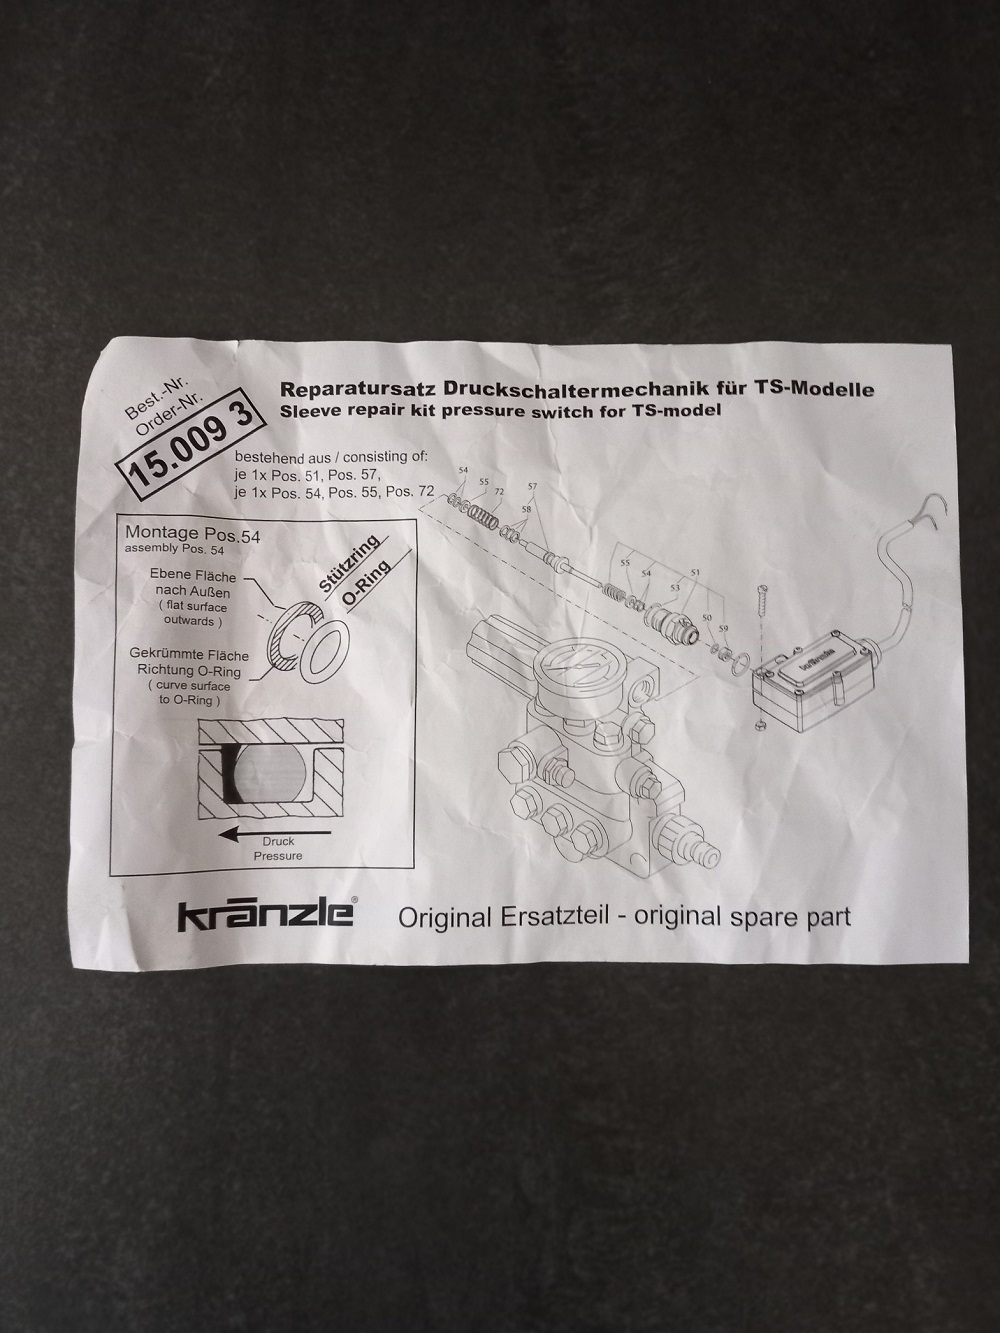 Best.-Nr.
Order-Nr.
15.009 3
Reparatursatz Druckschaltermechanik für TS-Modelle
Sleeve repair kit pressure switch for TS-model
bestehend aus / consisting of:
je 1x Pos. 51, Pos. 57,
je 1x Pos. 54, Pos. 55, Pos. 72
Montage Pos.54
assembly Pos. 54
Ebene Fläche
nach Außen
( flat surface
outwards )
Gekrümmte Fläche
Richtung O-Ring
( curve surface
to O-Ring )
Stützring
O-Ring
Druck
Pressure
54
55
72
57
58
55
54
51
53
50
59
kränzle
kränzle®
Original Ersatzteil - original spare part